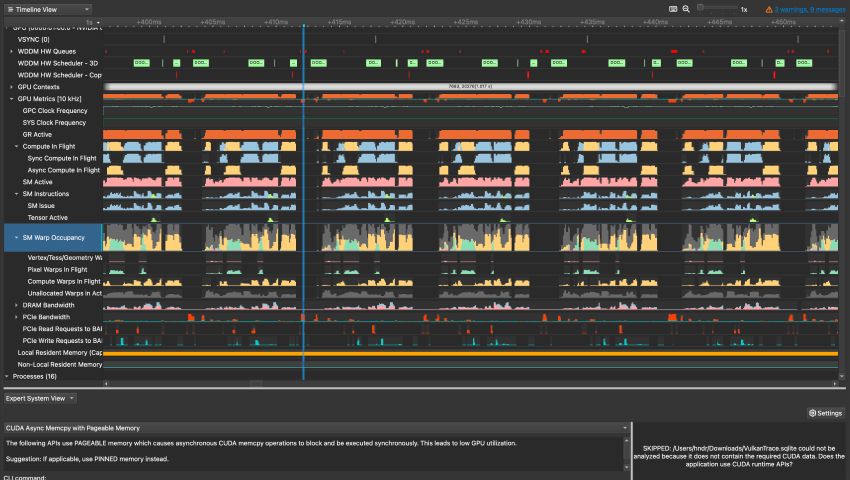 Timeline View
1x
3 warnings, 9 messages
1s
+400ms
+405ms
+410ms
+415ms
+420ms
+425ms
+430ms
+435ms
+440ms
+445ms
+450ms
VSYNC (0)
WDDM HW Queues
WDDM HW Scheduler - 3D
WDDM HW Scheduler - Cop
GPU Contexts
GPU Metrics [10 kHz]
GPC Clock Frequency
SYS Clock Frequency
GR Active
Compute In Flight
Sync Compute In Flight
Async Compute In Flight
SM Active
SM Instructions
SM Issue
Tensor Active
SM Warp Occupancy
Vertex/Tess/Geometry Wa
Pixel Warps In Flight
Compute Warps In Flight
Unallocated Warps in Act
DRAM Bandwidth
PCIe Bandwidth
PCIe Read Requests to BA
PCIe Write Requests to BA
Local Resident Memory (Cap
Non-Local Resident Memory
Processes (16)
Expert System View
Settings
CUDA Async Memcpy with Pageable Memory
The following APIs use PAGEABLE memory which causes asynchronous CUDA memcpy operations to block and be executed synchronously. This leads to low GPU utilization.
Suggestion: If applicable, use PINNED memory instead.
CLI command:
SKIPPED: /Users/hndr/Downloads/VulkanTrace.sqlite could not be
analyzed because it does not contain the required CUDA data. Does the
application use CUDA runtime APIs?